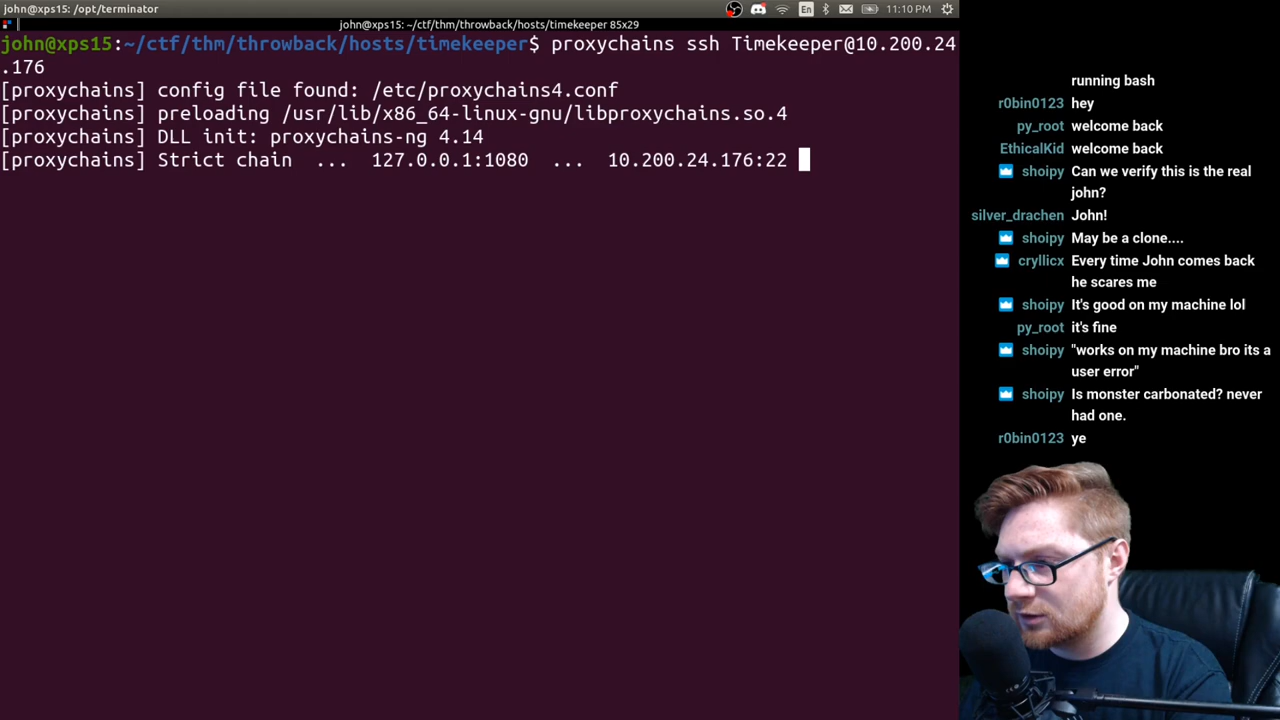 john@xps15: /opt/terminator
En
11:10 PM
john@xps15: ~/ctf/thm/throwback/hosts/timekeeper 85x29
john@xps15:~/ctf/thm/throwback/hosts/timekeeper$ proxychains ssh Timekeeper@10.200.24
.176
[proxychains] config file found: /etc/proxychains4.conf
[proxychains] preloading /usr/lib/x86_64-linux-gnu/libproxychains.so.4
[proxychains] DLL init: proxychains-ng 4.14
[proxychains] Strict chain  ...  127.0.0.1:1080  ...  10.200.24.176:22
running bash
r0bin0123 hey
py_root welcome back
EthicalKid welcome back
shoipy Can we verify this is the real
john?
silver_drachen John!
shoipy May be a clone....
cryllicx Every time John comes back
he scares me
shoipy It's good on my machine lol
py_root it's fine
shoipy "works on my machine bro its a
user error"
shoipy Is monster carbonated? never
had one.
r0bin0123 ye